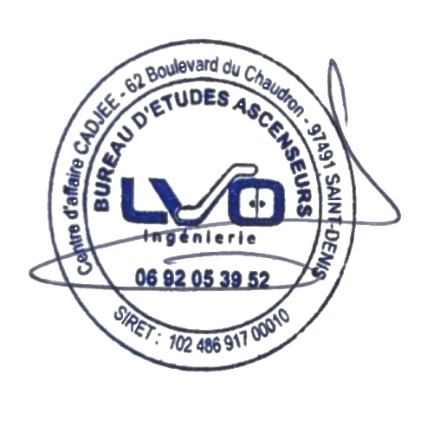 Centre d'affaire CADJEE - 62 Boulevard du Chaudron - 97491 SAINT-DENIS
BUREAU D'ETUDES ASCENSEURS
LVO
Ingénierie
06 92 05 39 52
SIRET : 102 486 917 00010